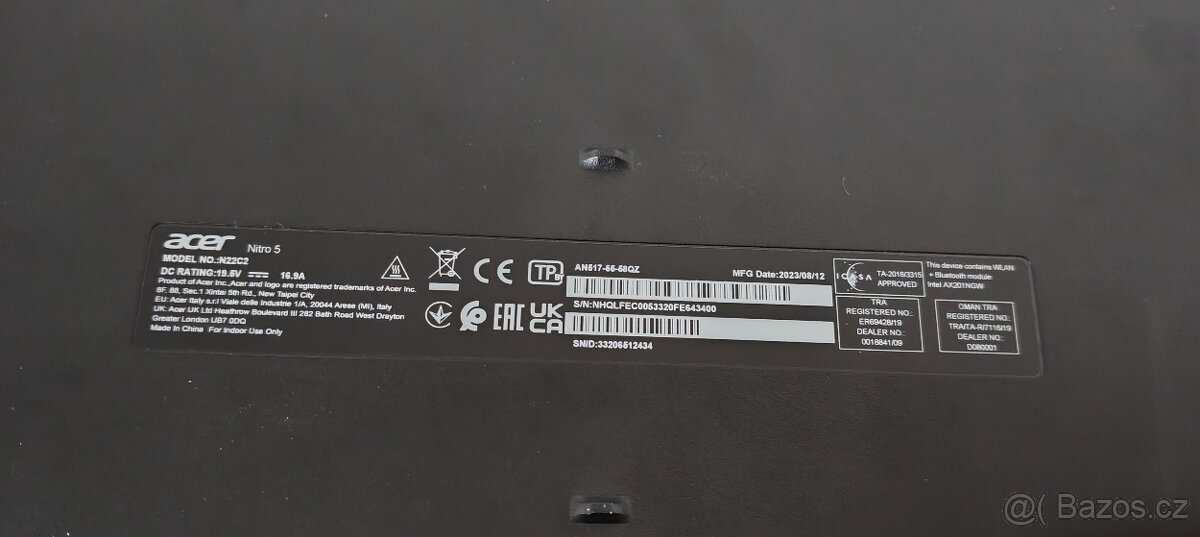 acer Nitro 5
MODEL NO.:N22C2
DC RATING:19.5V 16.9A
Product of Acer Inc.,Acer and logo are registered trademarks of Acer Inc.
8F, 88, Sec.1 Xintai 5th Rd., New Taipei City
EU: Acer Italy s.r.l Viale delle Industrie 1/A, 20044 Arese (MI), Italy
UK: Acer UK Ltd Heathrow Boulevard III 282 Bath Road West Drayton
Greater London UB7 0DQ
Made in China For Indoor Use Only
CE
TP
EAC
UK
CA
AN517-55-58QZ MFG Date:2023/08/12
S/N:NHQLFEC0053320FE643400
SNID:33206512434
ICASA
TA-2018/3315
APPROVED
This device contains WLAN
+ Bluetooth module
Intel AX201NGW
TRA
REGISTERED NO.:
ER69428/19
DEALER NO.:
0018841/09
OMAN TRA
REGISTERED NO.:
TRA/TA-R/7116/19
DEALER NO.:
D080001
@( Bazos.cz